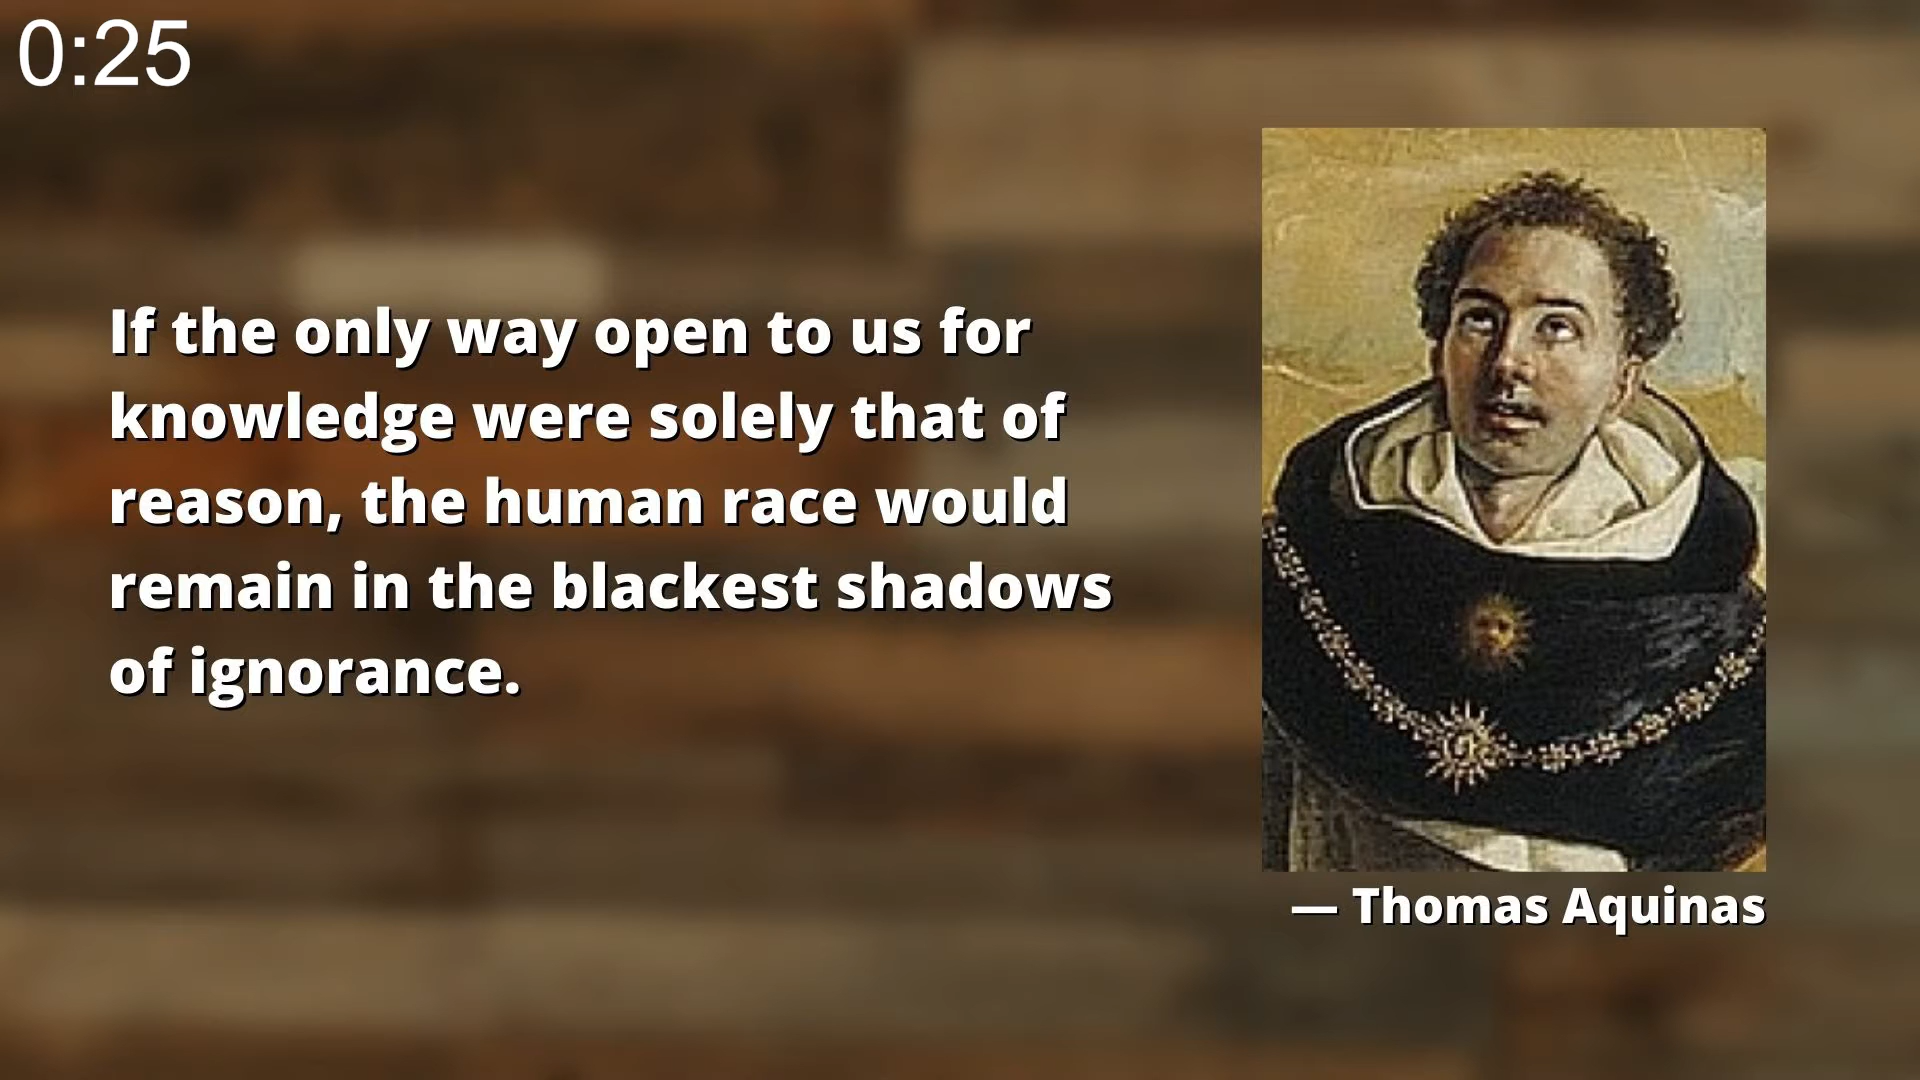 0:25
If the only way open to us for
knowledge were solely that of
reason, the human race would
remain in the blackest shadows
of ignorance.
— Thomas Aquinas